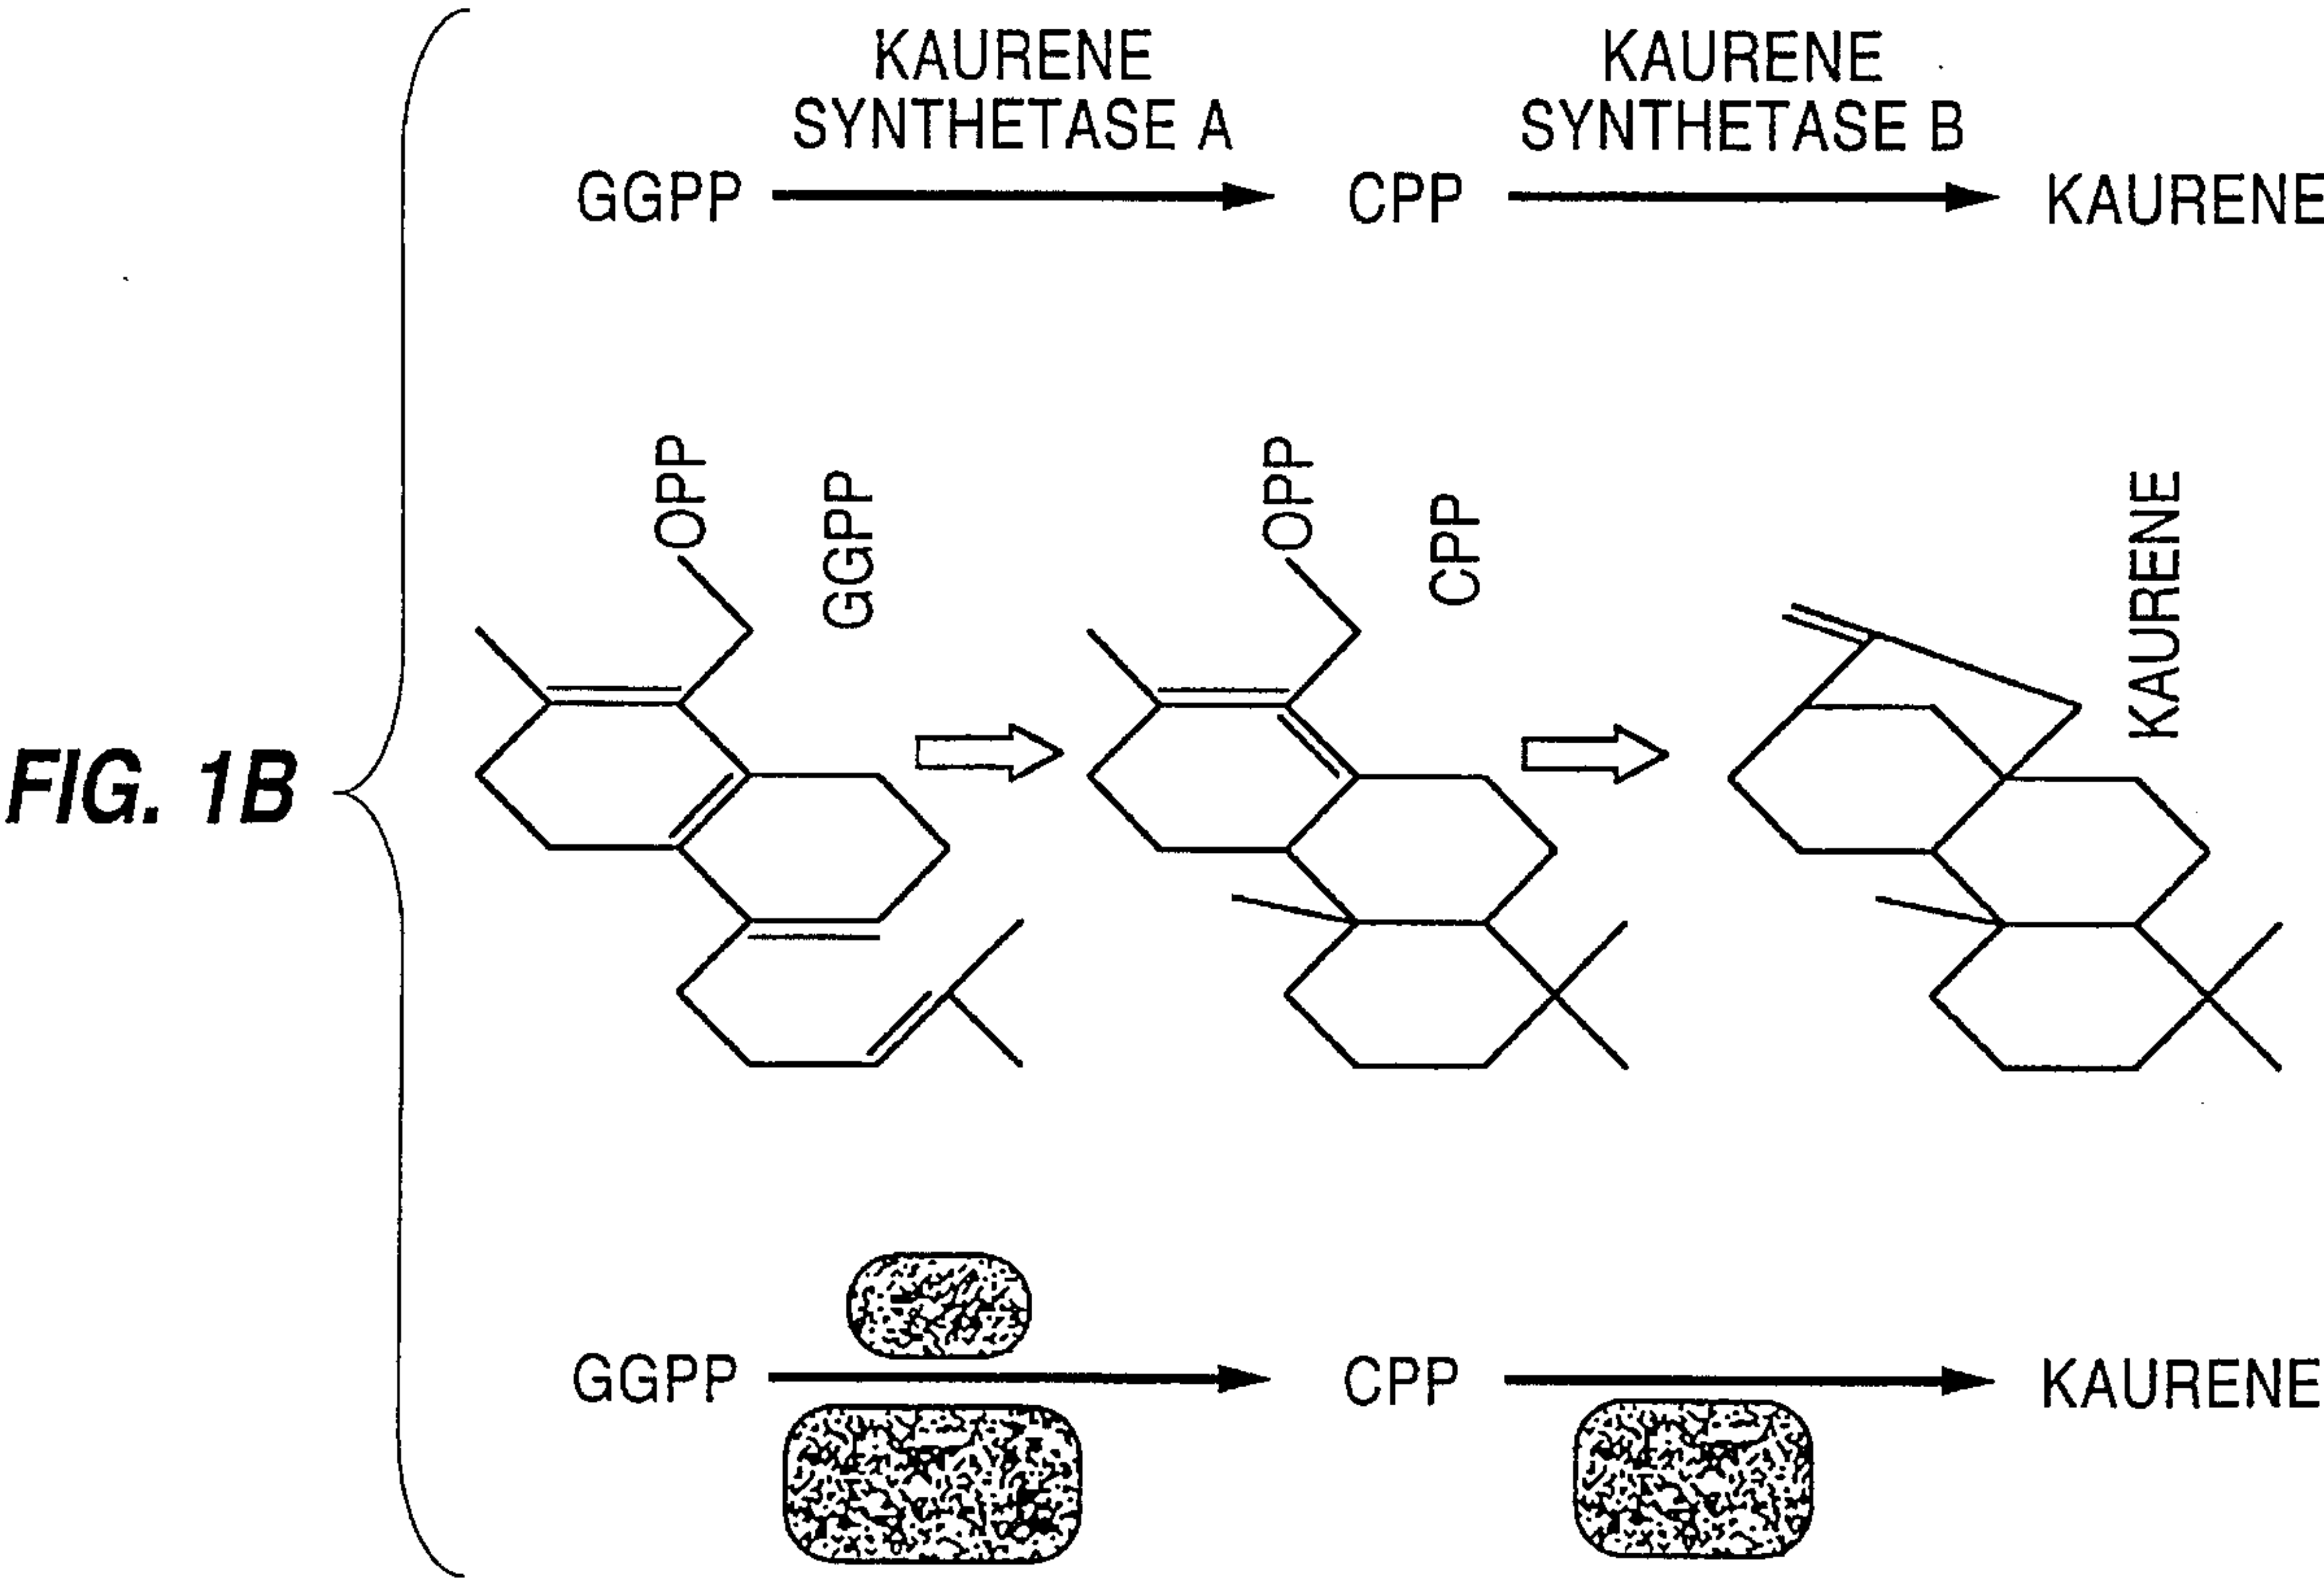 KAURENE
SYNTHETASE A
KAURENE
SYNTHETASE B
GGPP
CPP
KAURENE
OPP
GGPP
OPP
CPP
KAURENE
FIG. 1B
GGPP
CPP
KAURENE